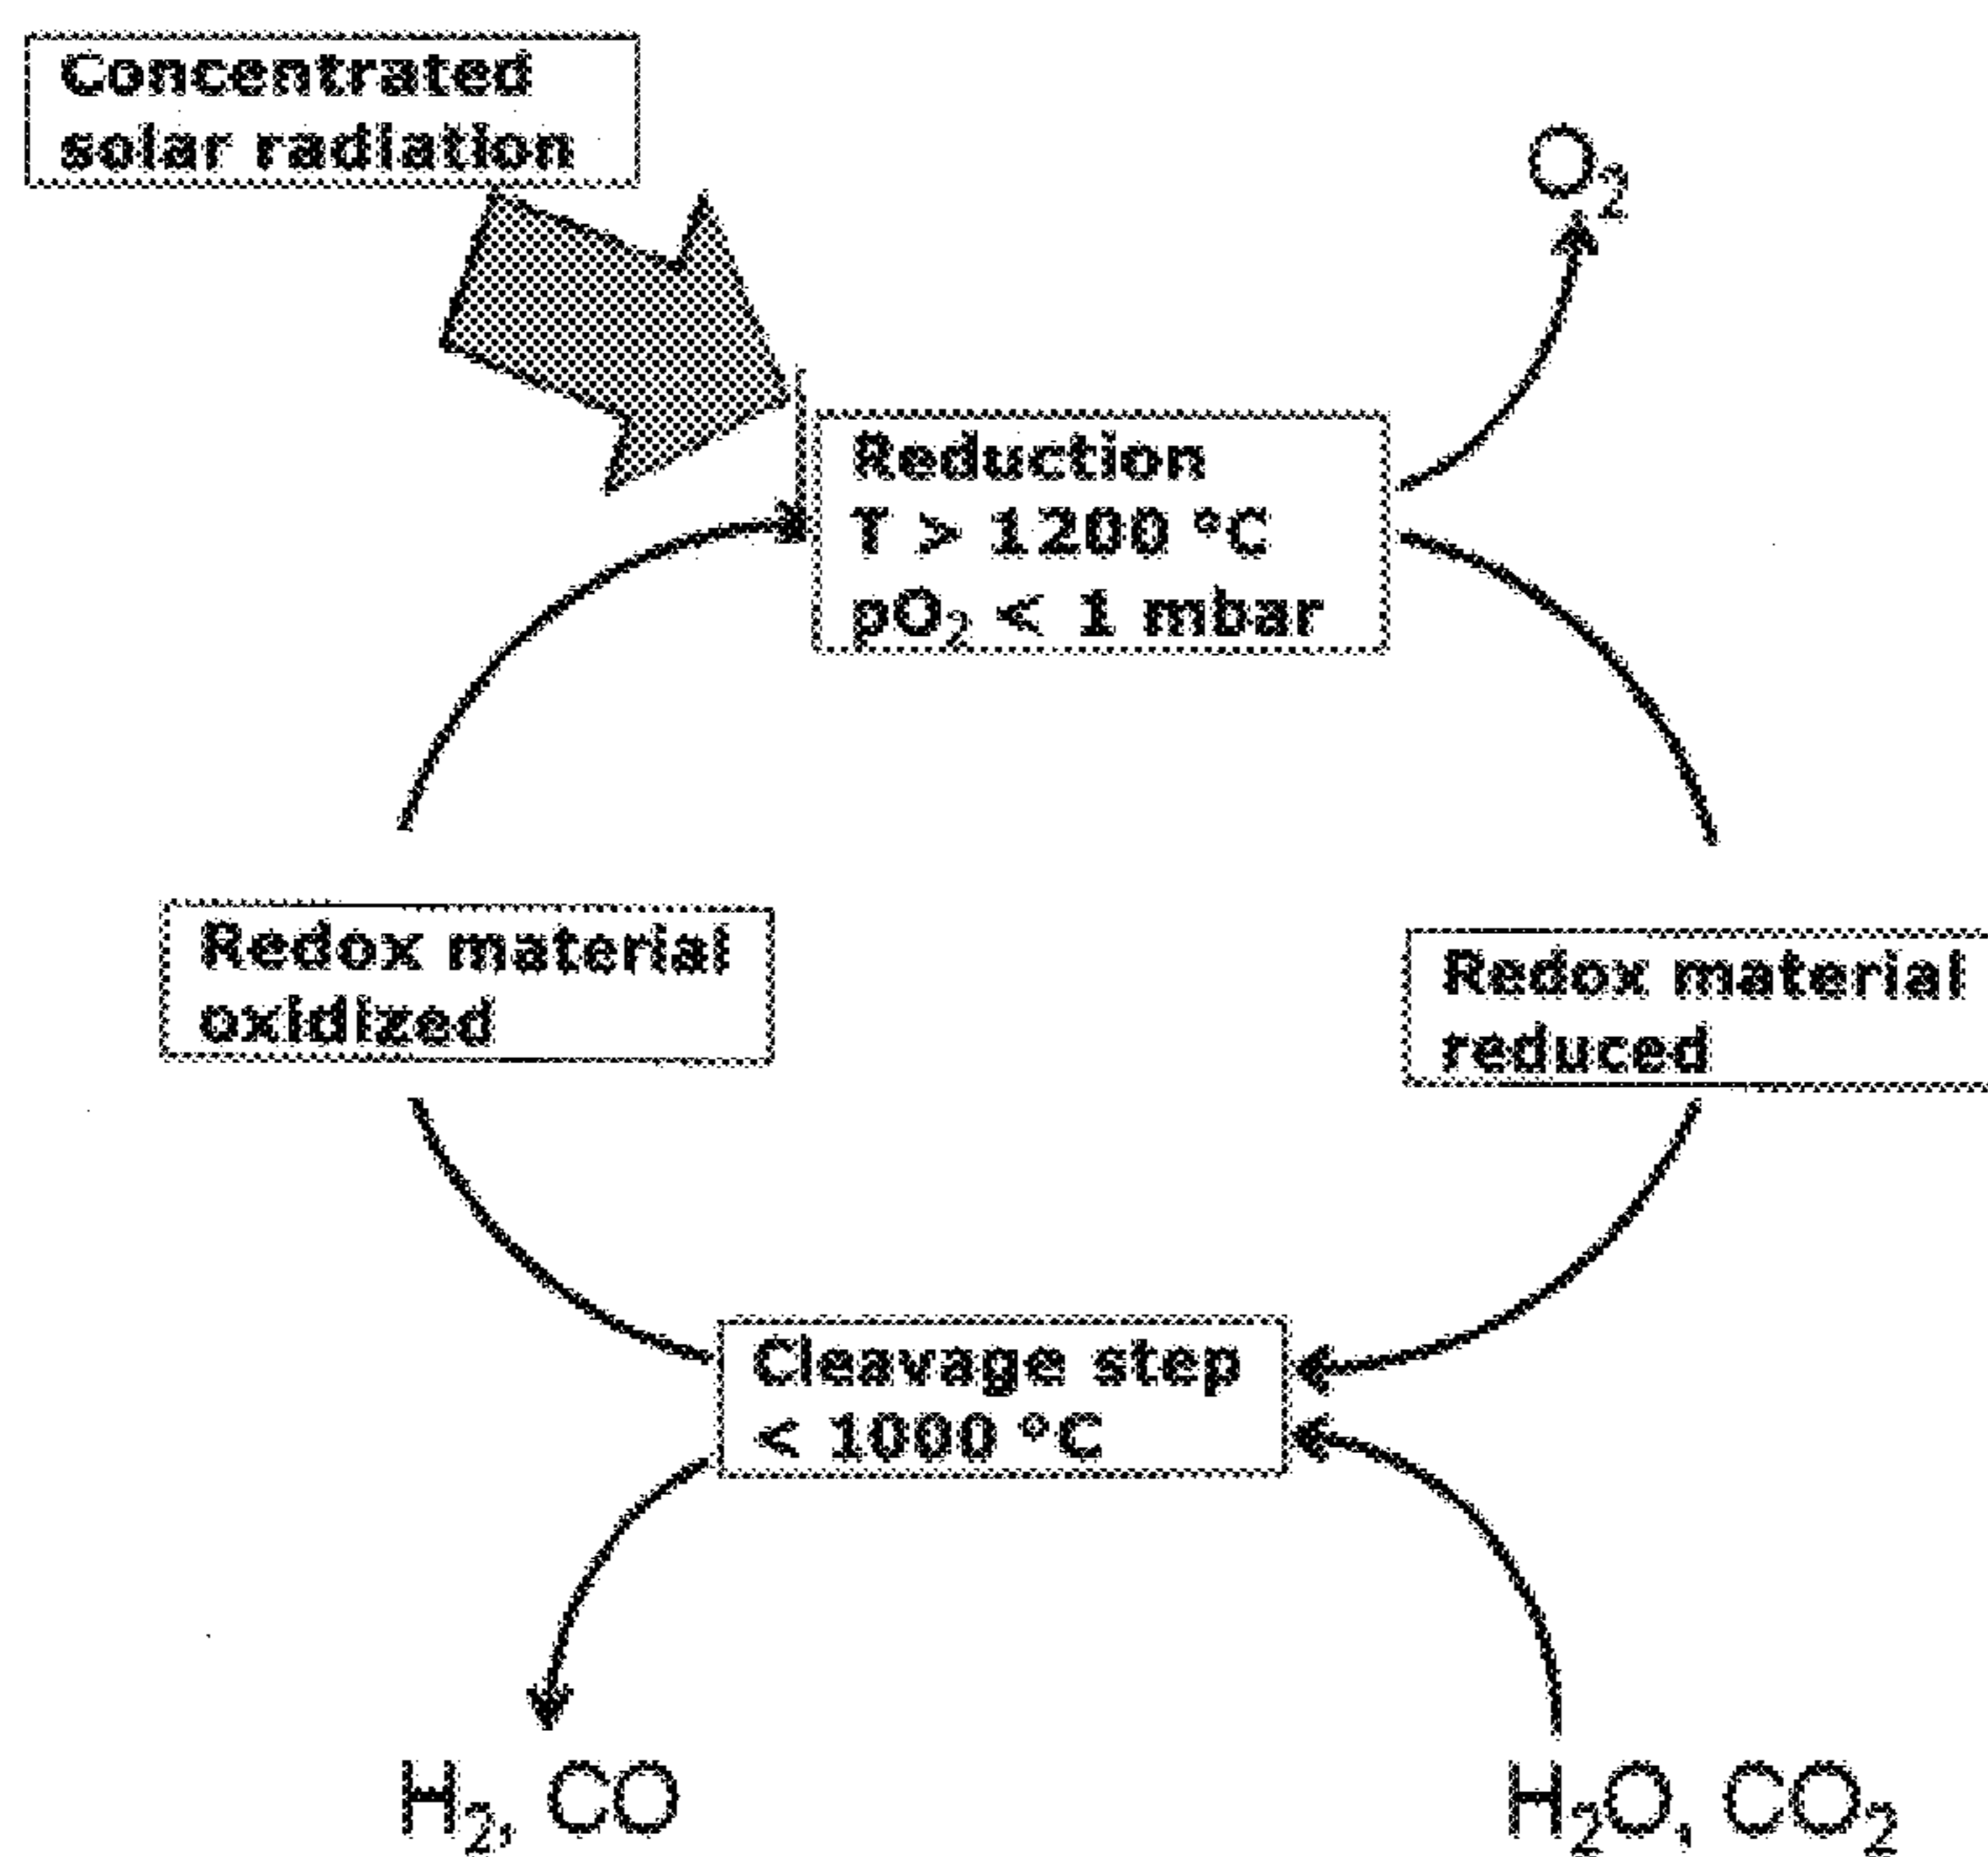 Concentrated
solar radiation
O₂
Reduction
T > 1200 °C
pO₂ < 1 mbar
Redox material
oxidized
Redox material
reduced
Cleavage step
< 1000 °C
H₂, CO
H₂O, CO₂